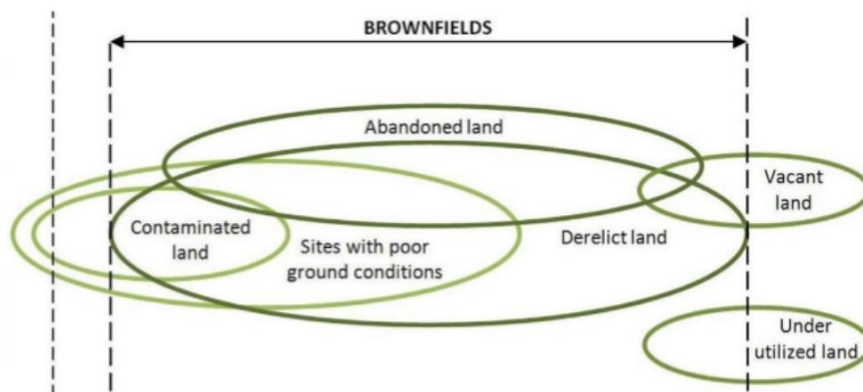 BROWNFIELDS
Abandoned land
Vacant
land
Contaminated
land
Sites with poor
ground conditions
Derelict land
Under
utilized land